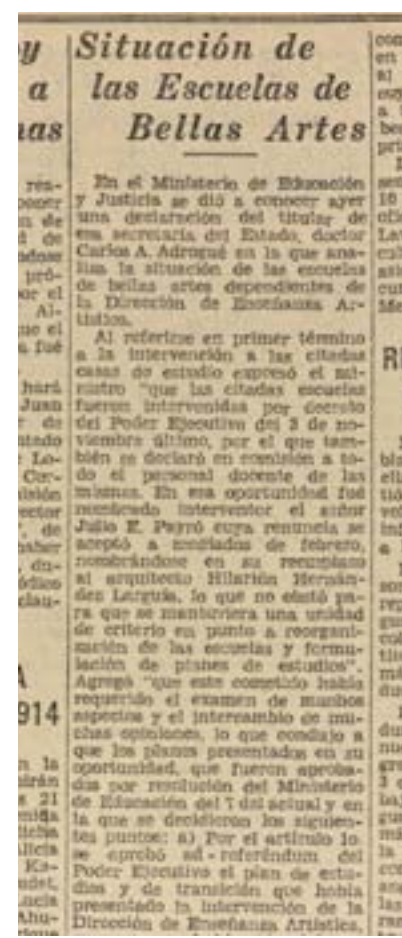 Situación de
las Escuelas de
Bellas Artes
En el Ministerio de Educación
y Justicia se dió a conocer ayer
una declaración del titular de
esa secretaría del Estado, doctor
Carlos A. Adrogué en la que ana-
liza la situación de las escuelas
de bellas artes dependientes de
la Dirección de Enseñanza Ar-
tística.
Al referirse en primer término
a la intervención a las citadas
casas de estudio expresó el mi-
nistro "que las citadas escuelas
fueron intervenidas por decreto
del Poder Ejecutivo del 3 de no-
viembre último, por el que tam-
bién se declaró en comisión a to-
do el personal docente de las
mismas. En esa oportunidad fué
nombrado interventor el señor
Julio E. Payró cuya renuncia se
aceptó a mediados de febrero,
nombrándose en su reemplazo
al arquitecto Hilarión Hernán-
dez Larguía, lo que no obstó pa-
ra que se mantuviera una unidad
de criterio en punto a reorgani-
zación de las escuelas y formu-
lación de planes de estudios".
Agregó "que este cometido había
requerido el examen de muchos
aspectos y el intercambio de mu-
chas opiniones, lo que condujo a
que los planes presentados en su
oportunidad, que fueron aproba-
dos por resolución del Ministerio
de Educación del 7 del actual y en
la que se decidieron los siguien-
tes puntos: a) Por el artículo 1o.
se aprobó ad-referéndum del
Poder Ejecutivo el plan de estu-
dios y de transición que había
presentado la intervención de la
Dirección de Enseñanza Artística,